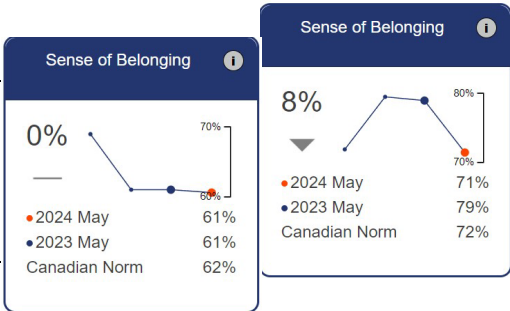 Sense of Belonging i
0%
70%
60%
2024 May 61%
2023 May 61%
Canadian Norm 62%
Sense of Belonging i
8%
80%
70%
2024 May 71%
2023 May 79%
Canadian Norm 72%